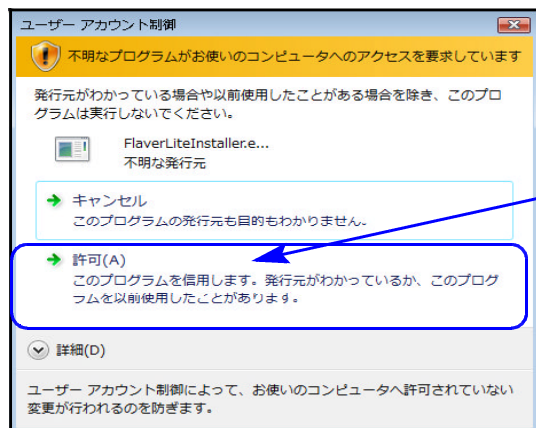 ユーザー アカウント制御
不明なプログラムがお使いのコンピュータへのアクセスを要求しています
発行元がわかっている場合や以前使用したことがある場合を除き、このプロ
グラムは実行しないでください。
FlaverLiteInstaller.e...
不明な発行元
キャンセル
このプログラムの発行元も目的もわかりません。
許可(A)
このプログラムを信用します。発行元がわかっているか、このプログ
ラムを以前使用したことがあります。
詳細(D)
ユーザー アカウント制御によって、お使いのコンピュータへ許可されていない
変更が行われるのを防ぎます。